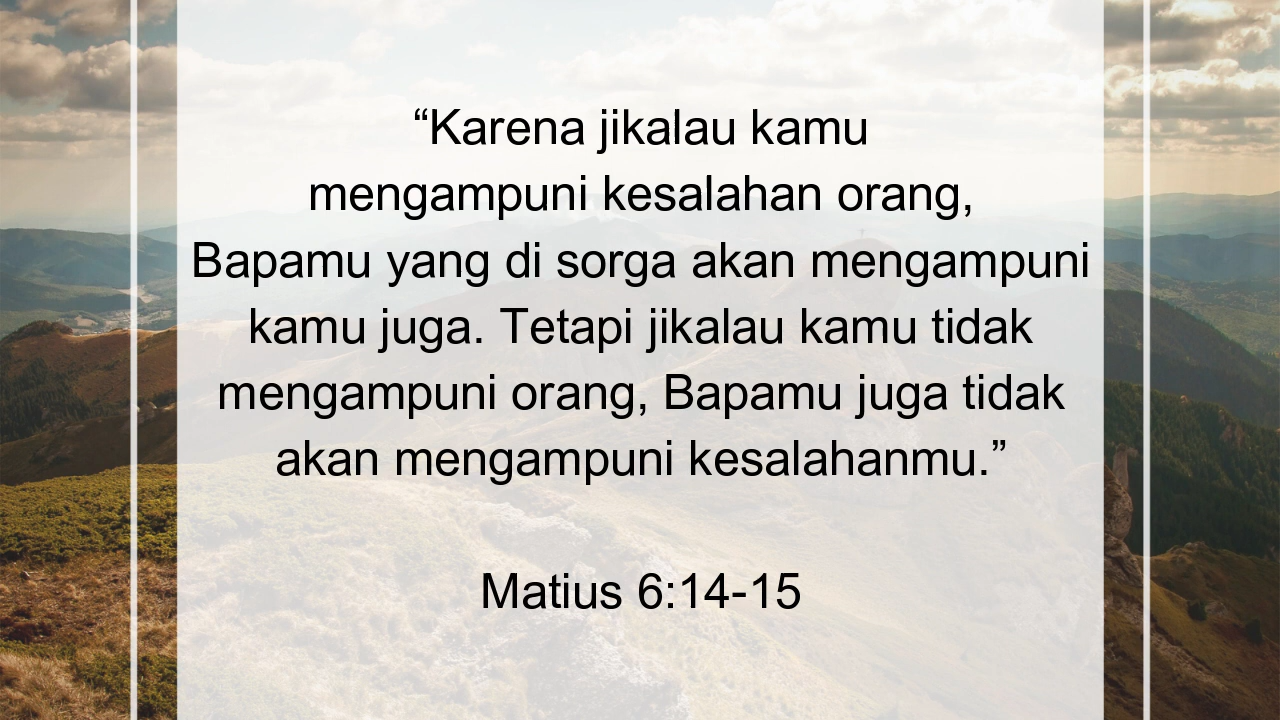 “Karena jikalau kamu
mengampuni kesalahan orang,
Bapamu yang di sorga akan mengampuni
kamu juga. Tetapi jikalau kamu tidak
mengampuni orang, Bapamu juga tidak
akan mengampuni kesalahanmu.”
Matius 6:14-15